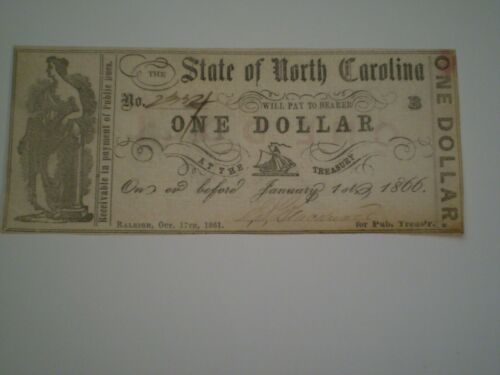 Receivable in payment of Public dues.
THE State of North Carolina
No.
WILL PAY TO BEARER B
ONE DOLLAR
AT THE TREASURY
On or before January 1st, 1866.
RALEIGH, OCT. 17TH, 1861.
for Pub. Treas'r.
ONE DOLLAR.